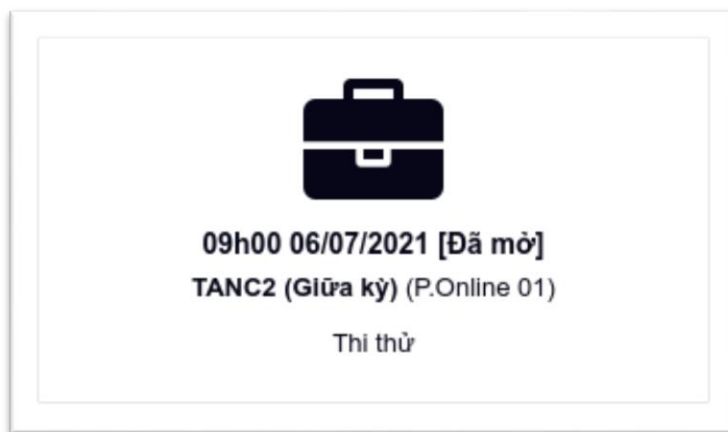 09h00 06/07/2021 [Đã mở]
TANC2 (Giữa kỳ) (P.Online 01)
Thi thử